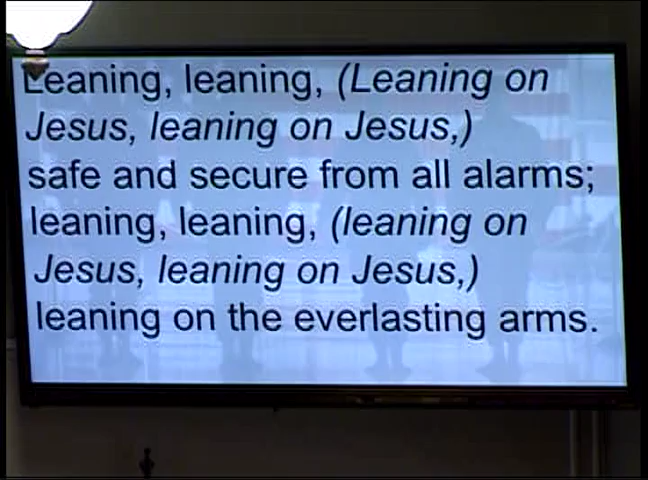 Leaning, leaning, (Leaning on
Jesus, leaning on Jesus,)
safe and secure from all alarms;
leaning, leaning, (leaning on
Jesus, leaning on Jesus,)
leaning on the everlasting arms.